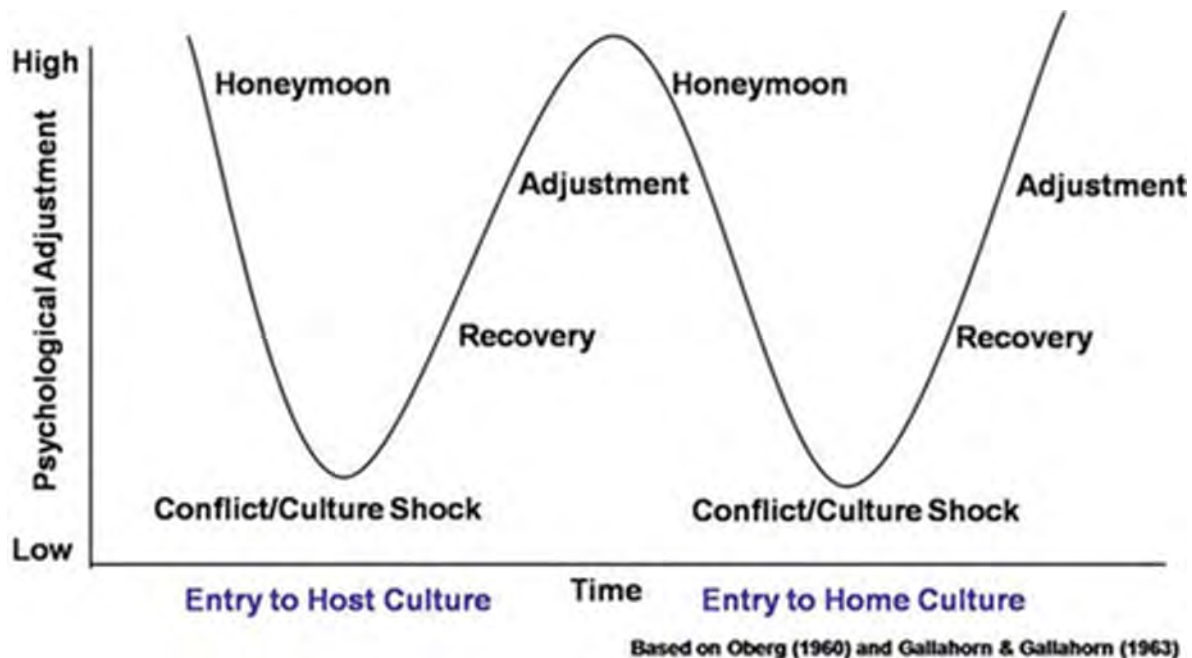 High
Honeymoon
Honeymoon
Psychological Adjustment
Adjustment
Adjustment
Recovery
Recovery
Conflict/Culture Shock
Conflict/Culture Shock
Low
Entry to Host Culture
Time
Entry to Home Culture
Based on Oberg (1960) and Gallahorn & Gallahorn (1963)